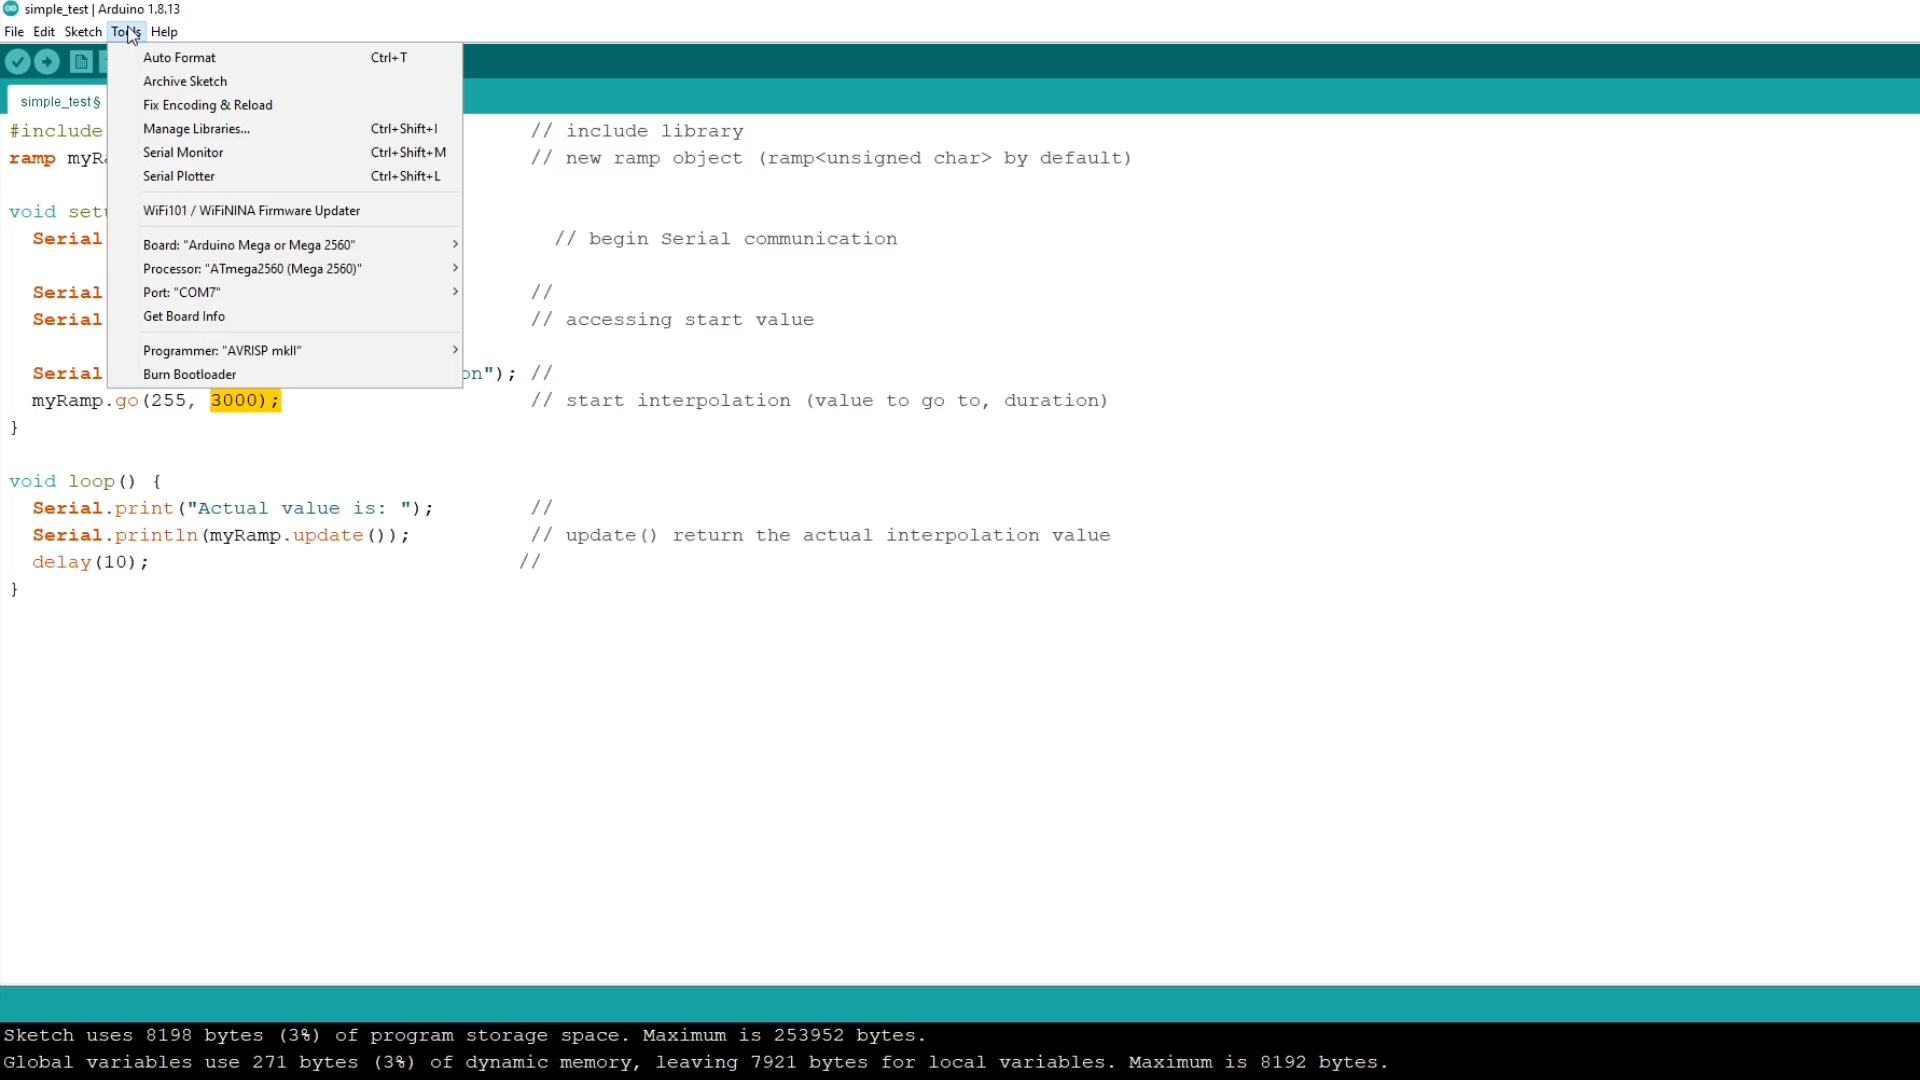 simple_test | Arduino 1.8.13
File Edit Sketch Tools Help
Auto Format Ctrl+T
Archive Sketch
Fix Encoding & Reload
Manage Libraries... Ctrl+Shift+I
Serial Monitor Ctrl+Shift+M
Serial Plotter Ctrl+Shift+L
WiFi101 / WiFiNINA Firmware Updater
Board: "Arduino Mega or Mega 2560"
Processor: "ATmega2560 (Mega 2560)"
Port: "COM7"
Get Board Info
Programmer: "AVRISP mkII"
Burn Bootloader
simple_test§
#include // include library
ramp // new ramp object (ramp<unsigned char> by default)
void
Serial // begin Serial communication
Serial //
Serial // accessing start value
Serial on"); //
myRamp.go(255, 3000); // start interpolation (value to go to, duration)
}
void loop() {
Serial.print("Actual value is: "); //
Serial.println(myRamp.update()); // update() return the actual interpolation value
delay(10); //
}
Sketch uses 8198 bytes (3%) of program storage space. Maximum is 253952 bytes.
Global variables use 271 bytes (3%) of dynamic memory, leaving 7921 bytes for local variables. Maximum is 8192 bytes.